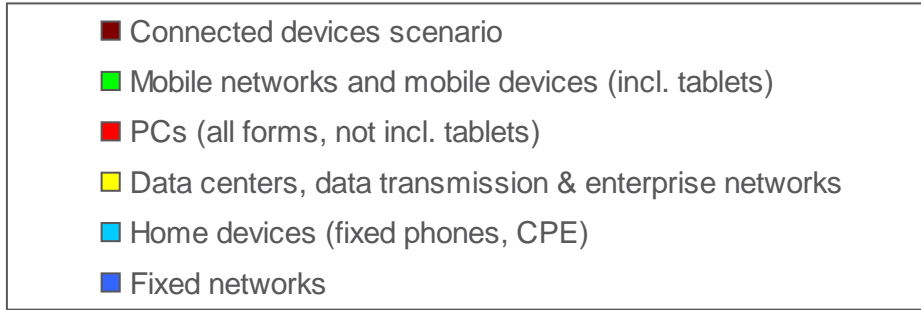 Connected devices scenario
Mobile networks and mobile devices (incl. tablets)
PCs (all forms, not incl. tablets)
Data centers, data transmission & enterprise networks
Home devices (fixed phones, CPE)
Fixed networks